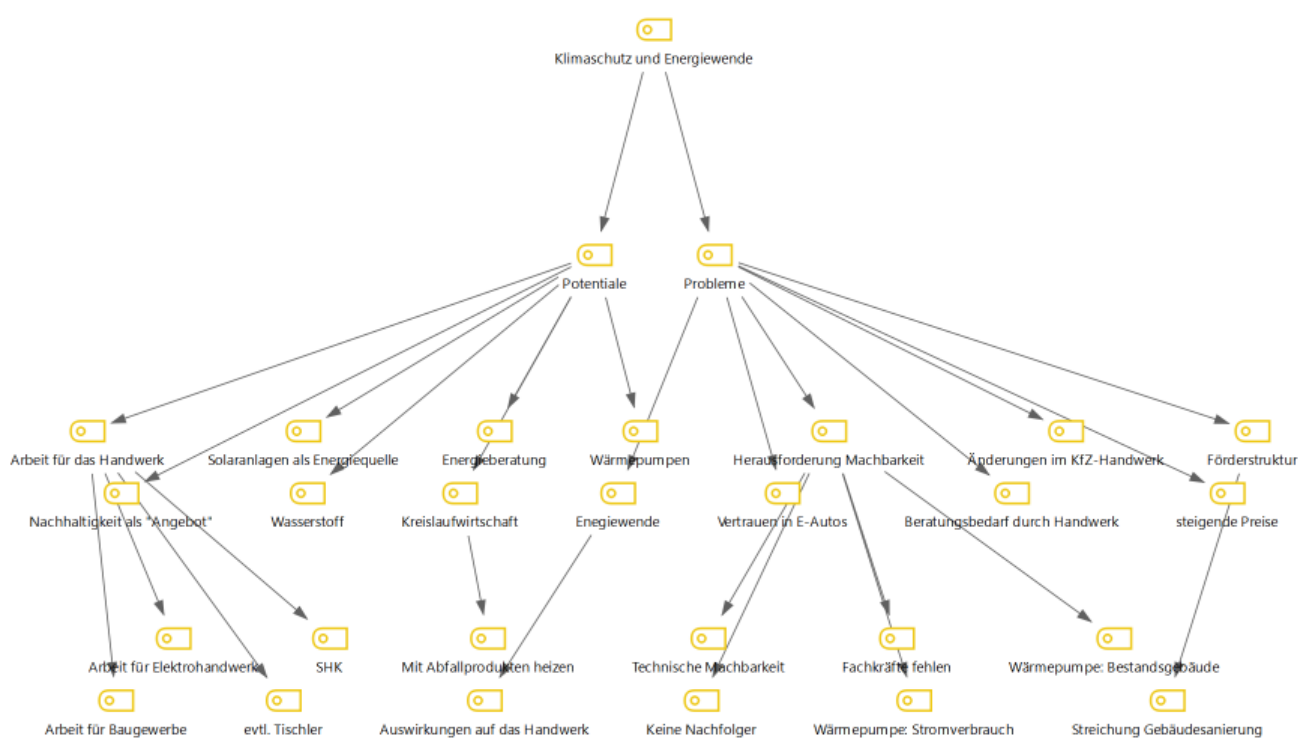 Klimaschutz und Energiewende
Potentiale
Probleme
Arbeit für das Handwerk
Solaranlagen als Energiequelle
Energieberatung
Wärmepumpen
Herausforderung Machbarkeit
Änderungen im KfZ-Handwerk
Förderstruktur
Nachhaltigkeit als "Angebot"
Wasserstoff
Kreislaufwirtschaft
Enegiewende
Vertrauen in E-Autos
Beratungsbedarf durch Handwerk
steigende Preise
Arbeit für Elektrohandwerk
SHK
Mit Abfallprodukten heizen
Technische Machbarkeit
Fachkräfte fehlen
Wärmepumpe: Bestandsgebäude
Arbeit für Baugewerbe
evtl. Tischler
Auswirkungen auf das Handwerk
Keine Nachfolger
Wärmepumpe: Stromverbrauch
Streichung Gebäudesanierung